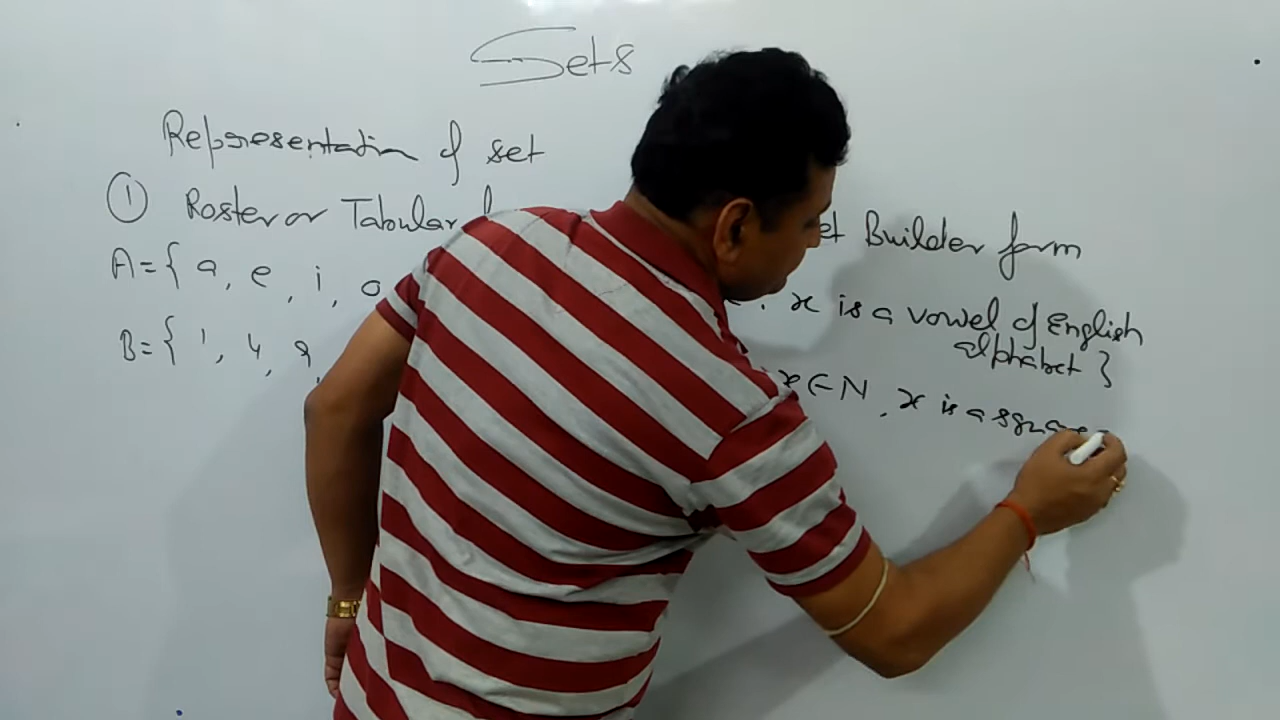 Sets
Representation of set
① Roster or Tabular
et Builder form
A={ a, e, i, o
x is a vowel of English
alphabet }
B={ 1, 4, 9,
x∈N, x is a square